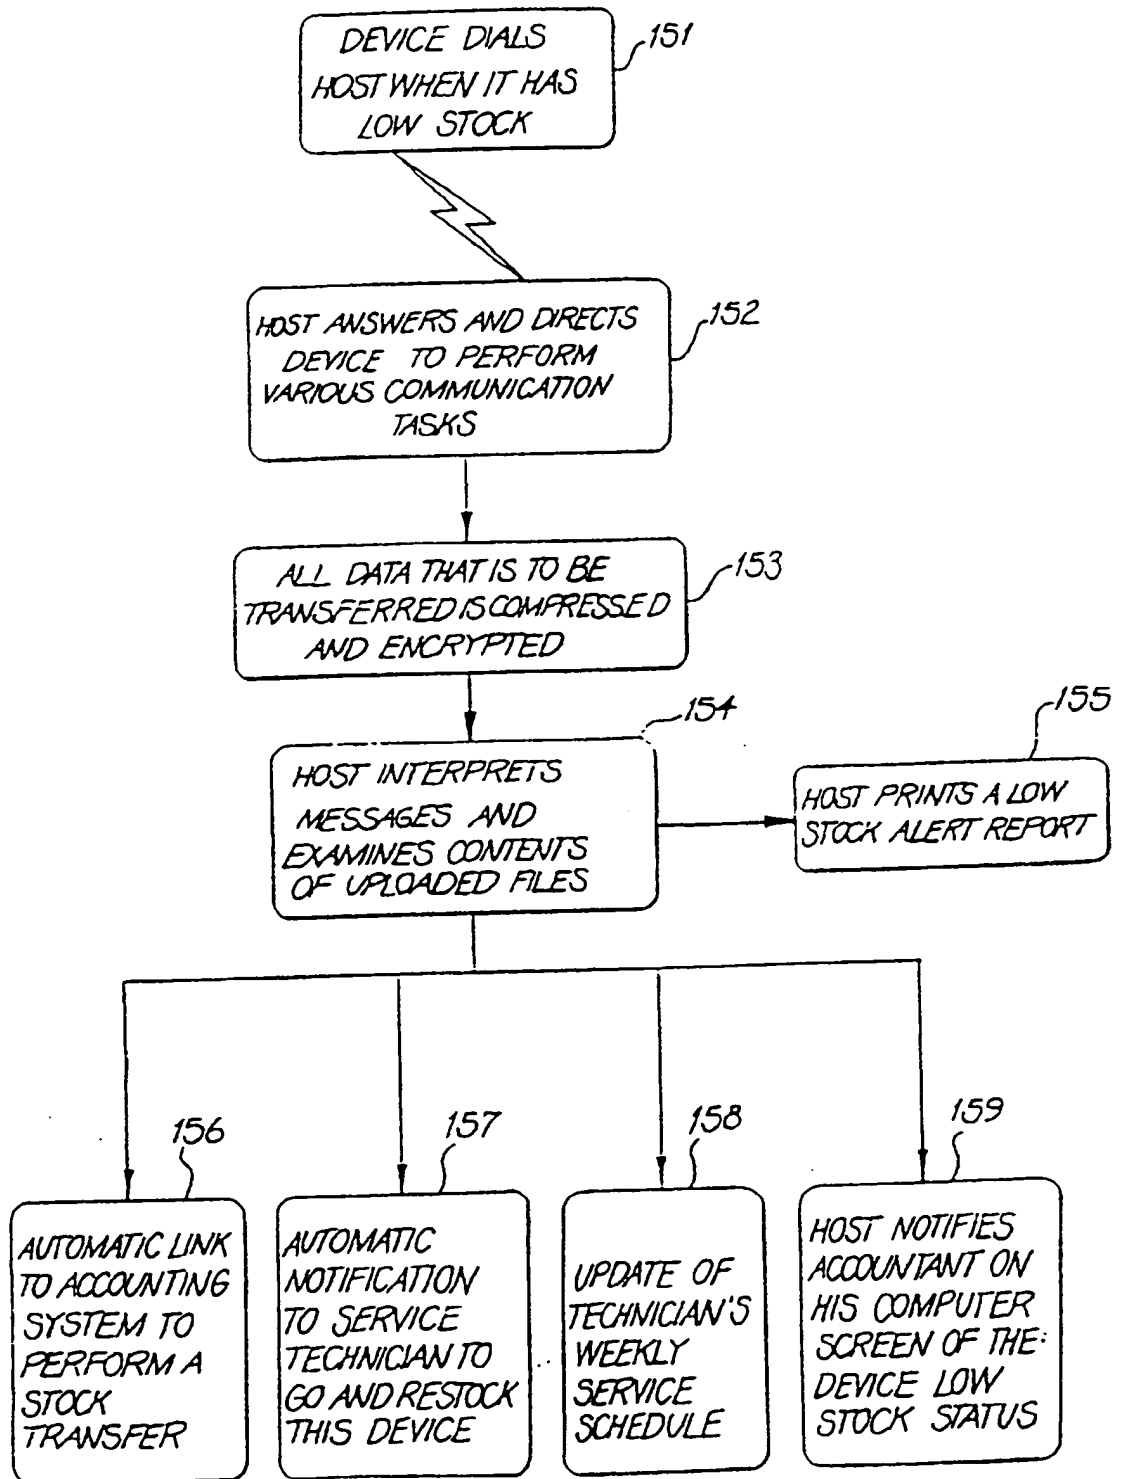 DEVICE DIALS
HOST WHEN IT HAS
LOW STOCK
151
HOST ANSWERS AND DIRECTS
DEVICE TO PERFORM
VARIOUS COMMUNICATION
TASKS
152
ALL DATA THAT IS TO BE
TRANSFERRED IS COMPRESSED
AND ENCRYPTED
153
HOST INTERPRETS
MESSAGES AND
EXAMINES CONTENTS
OF UPLOADED FILES
154
HOST PRINTS A LOW
STOCK ALERT REPORT
155
156
AUTOMATIC LINK
TO ACCOUNTING
SYSTEM TO
PERFORM A
STOCK
TRANSFER
157
AUTOMATIC
NOTIFICATION
TO SERVICE
TECHNICIAN TO
GO AND RESTOCK
THIS DEVICE
158
UPDATE OF
TECHNICIAN'S
WEEKLY
SERVICE
SCHEDULE
159
HOST NOTIFIES
ACCOUNTANT ON
HIS COMPUTER
SCREEN OF THE
DEVICE LOW
STOCK STATUS